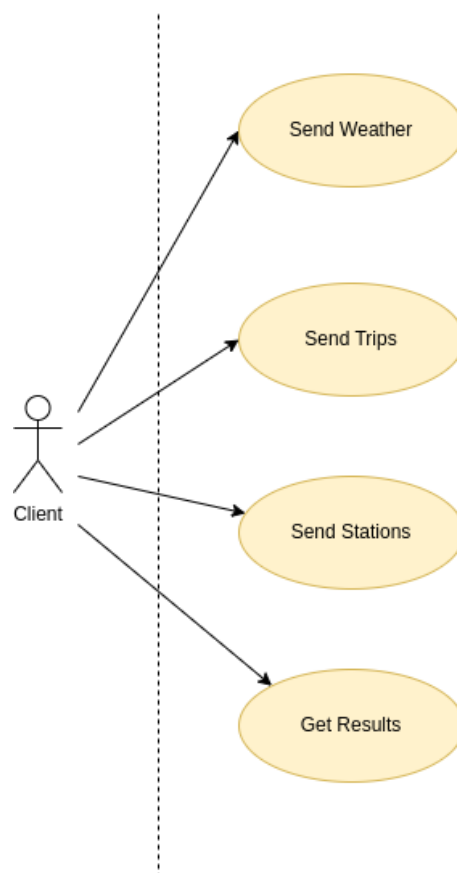 Send Weather
Send Trips
Client
Send Stations
Get Results